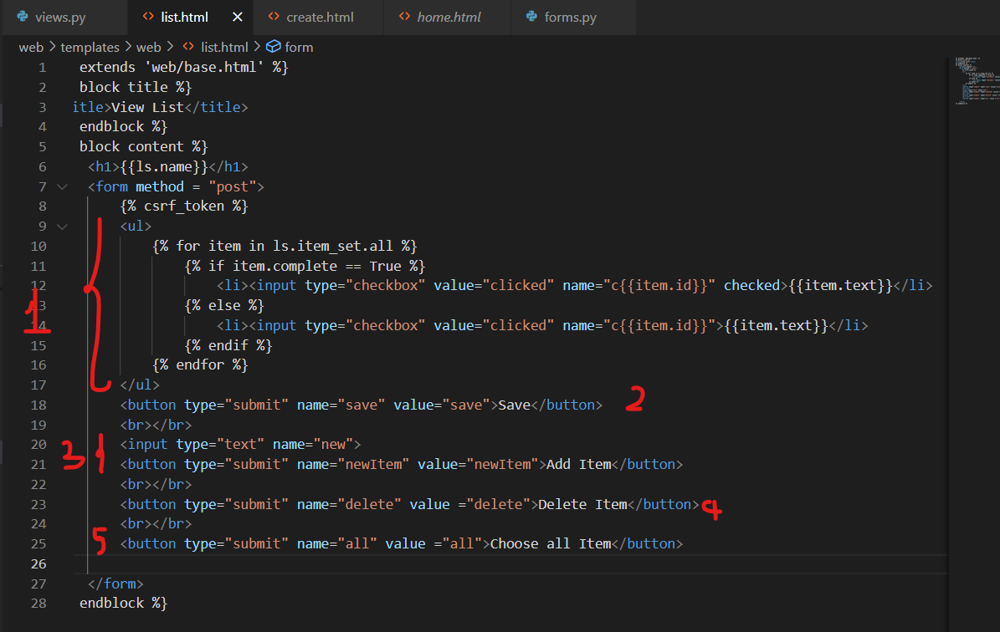 views.py list.html × create.html home.html forms.py
web > templates > web > list.html > form
1 extends 'web/base.html' %}
2 block title %}
3 itle>View List</title>
4 endblock %}
5 block content %}
6 <h1>{{ls.name}}</h1>
7 <form method = "post">
8 {% csrf_token %}
9 <ul>
10 {% for item in ls.item_set.all %}
11 {% if item.complete == True %}
12 <li><input type="checkbox" value="clicked" name="c{{item.id}}" checked>{{item.text}}</li>
13 {% else %}
1
14 <li><input type="checkbox" value="clicked" name="c{{item.id}}">{{item.text}}</li>
15 {% endif %}
16 {% endfor %}
17 </ul>
18 <button type="submit" name="save" value="save">Save</button> 2
19 <br></br>
20 <input type="text" name="new">
3
21 <button type="submit" name="newItem" value="newItem">Add Item</button>
22 <br></br>
23 <button type="submit" name="delete" value ="delete">Delete Item</button> 4
24 <br></br>
25 5 <button type="submit" name="all" value ="all">Choose all Item</button>
26
27 </form>
28 endblock %}